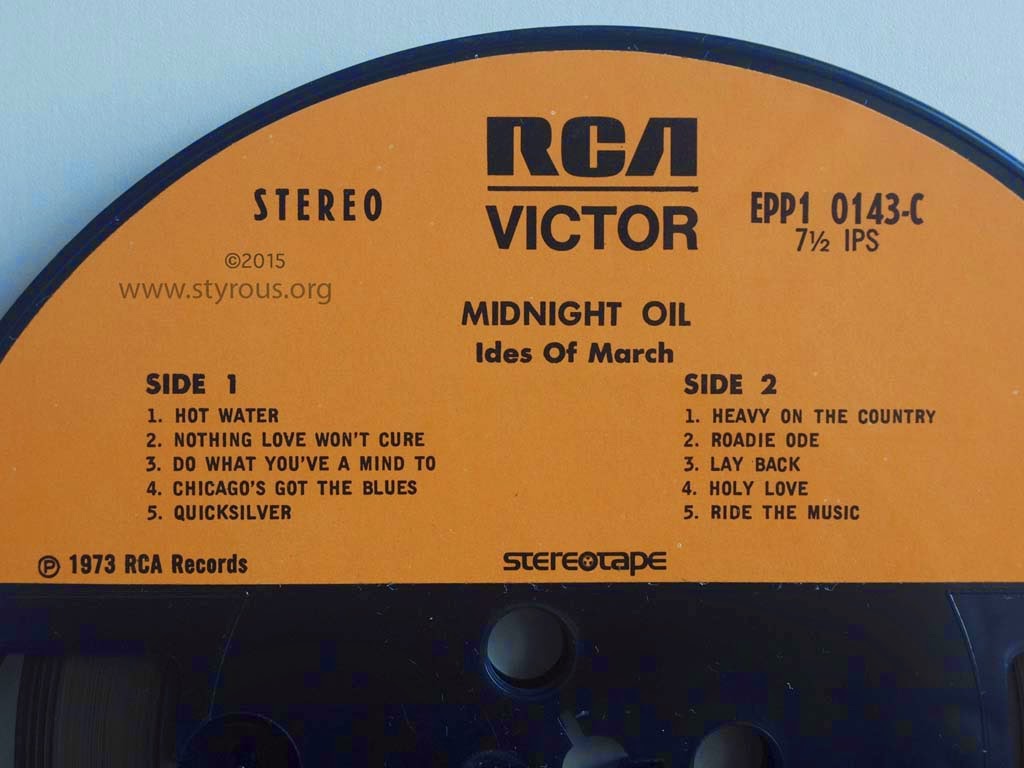 RCA
VICTOR
STEREO
EPP1 0143-C
7½ IPS
©2015
www.styrous.org
MIDNIGHT OIL
Ides Of March
SIDE 1
1. HOT WATER
2. NOTHING LOVE WON'T CURE
3. DO WHAT YOU'VE A MIND TO
4. CHICAGO'S GOT THE BLUES
5. QUICKSILVER
SIDE 2
1. HEAVY ON THE COUNTRY
2. ROADIE ODE
3. LAY BACK
4. HOLY LOVE
5. RIDE THE MUSIC
℗ 1973 RCA Records
stereotape